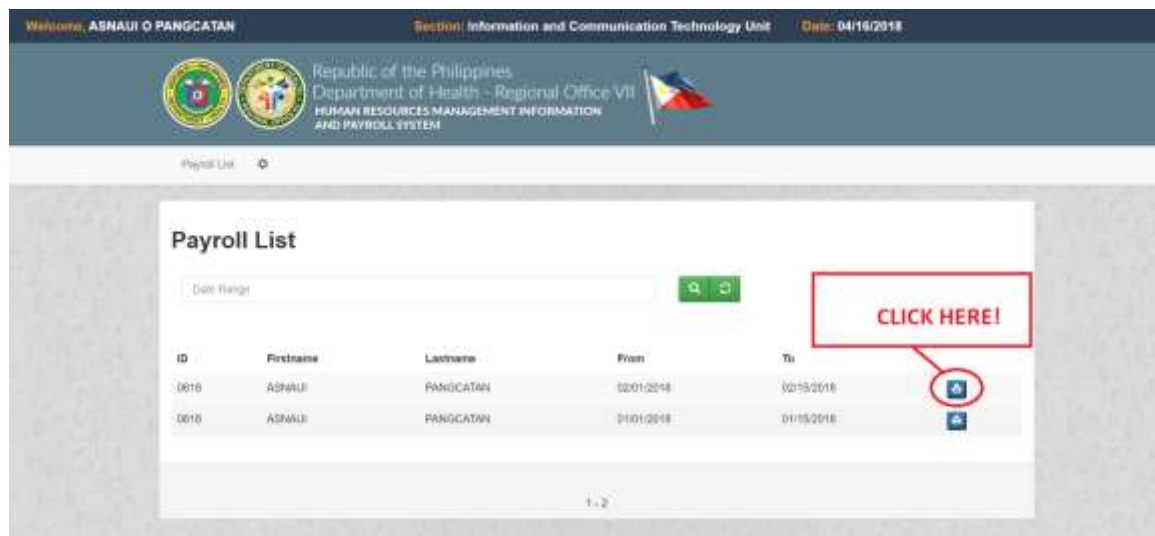 Welcome, ASNAUI O PANGCATAN Section: Information and Communication Technology Unit Date: 04/16/2018
Republic of the Philippines
Department of Health - Regional Office VII
HUMAN RESOURCES MANAGEMENT INFORMATION
AND PAYROLL SYSTEM
Payroll List
Payroll List
Date Range
CLICK HERE!
ID Firstname Lastname From To
0618 ASNAUI PANGCATAN 02/01/2018 02/15/2018
0618 ASNAUI PANGCATAN 01/01/2018 01/15/2018
1 - 2